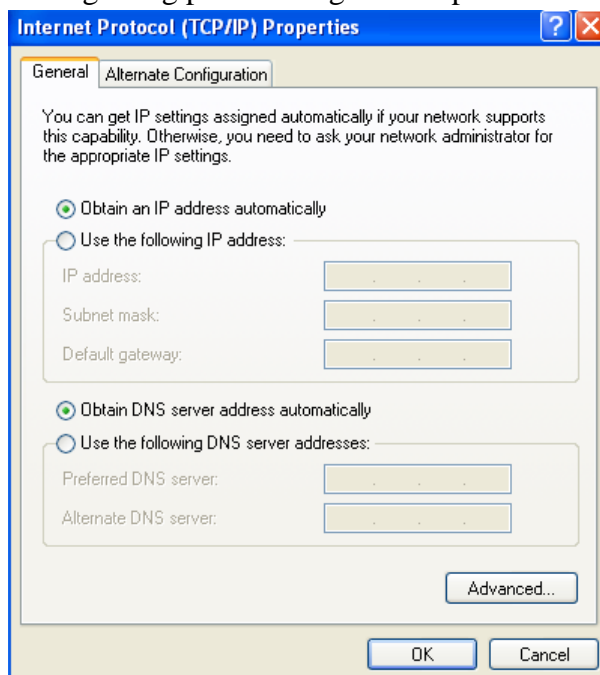 Internet Protocol (TCP/IP) Properties
General
Alternate Configuration
You can get IP settings assigned automatically if your network supports
this capability. Otherwise, you need to ask your network administrator for
the appropriate IP settings.
Obtain an IP address automatically
Use the following IP address:
IP address:
Subnet mask:
Default gateway:
Obtain DNS server address automatically
Use the following DNS server addresses:
Preferred DNS server:
Alternate DNS server:
Advanced...
OK
Cancel